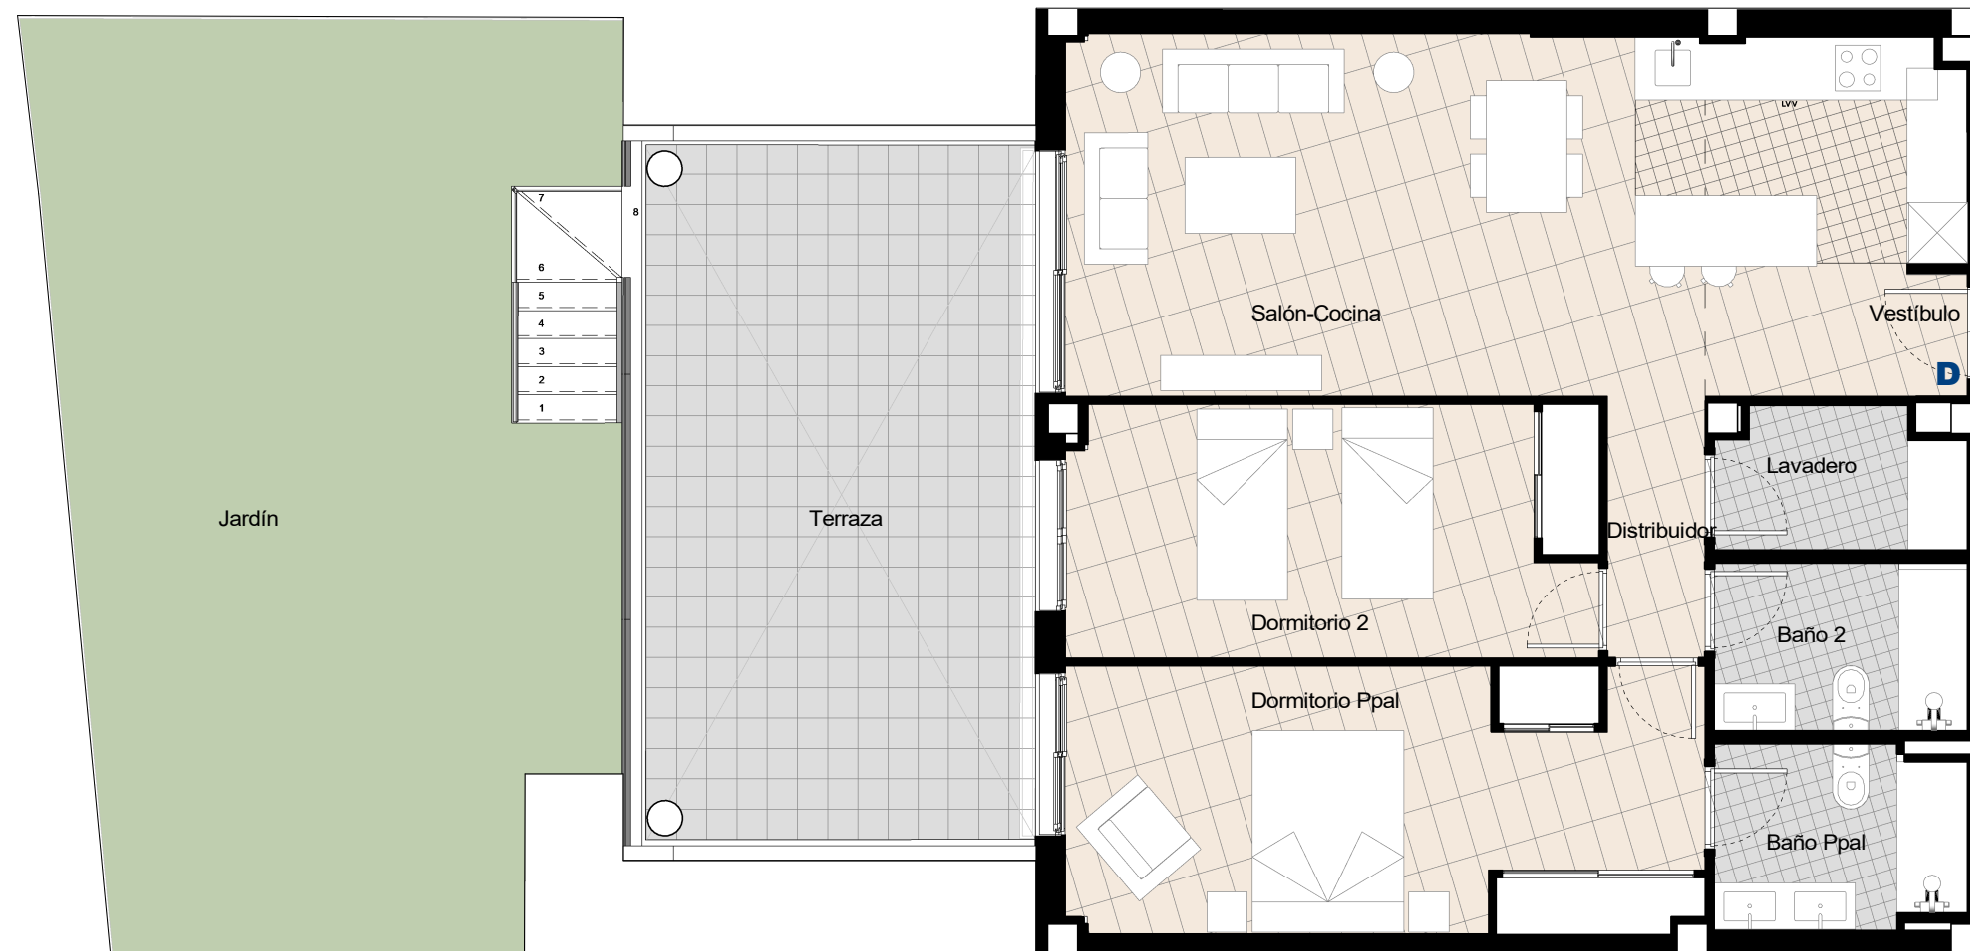 LVV
7
8
6
5
4
3
2
1
Salón-Cocina
Vestíbulo
D
Lavadero
Jardín
Terraza
Distribuidor
Dormitorio 2
Baño 2
Dormitorio Ppal
Baño Ppal